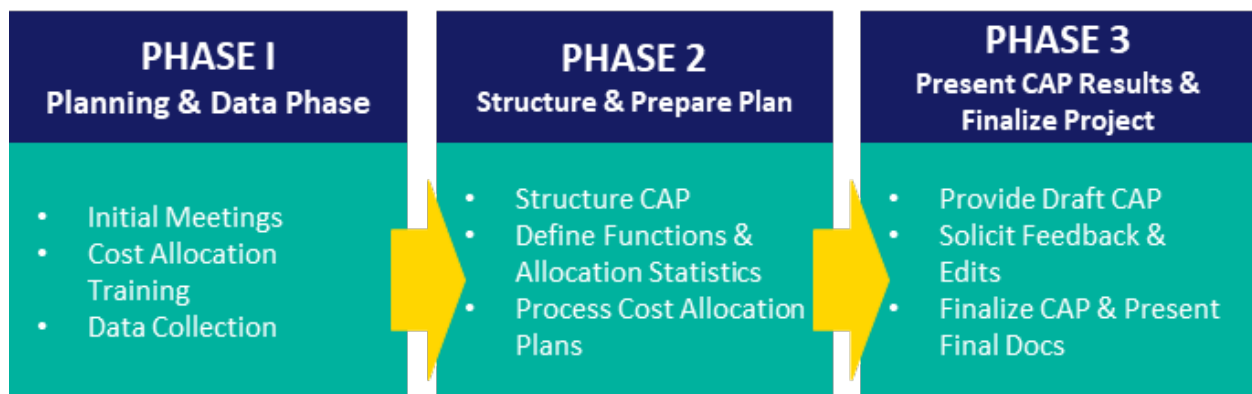 PHASE I
Planning & Data Phase
• Initial Meetings
• Cost Allocation
Training
• Data Collection
PHASE 2
Structure & Prepare Plan
• Structure CAP
• Define Functions &
Allocation Statistics
• Process Cost Allocation
Plans
PHASE 3
Present CAP Results &
Finalize Project
• Provide Draft CAP
• Solicit Feedback &
Edits
• Finalize CAP & Present
Final Docs